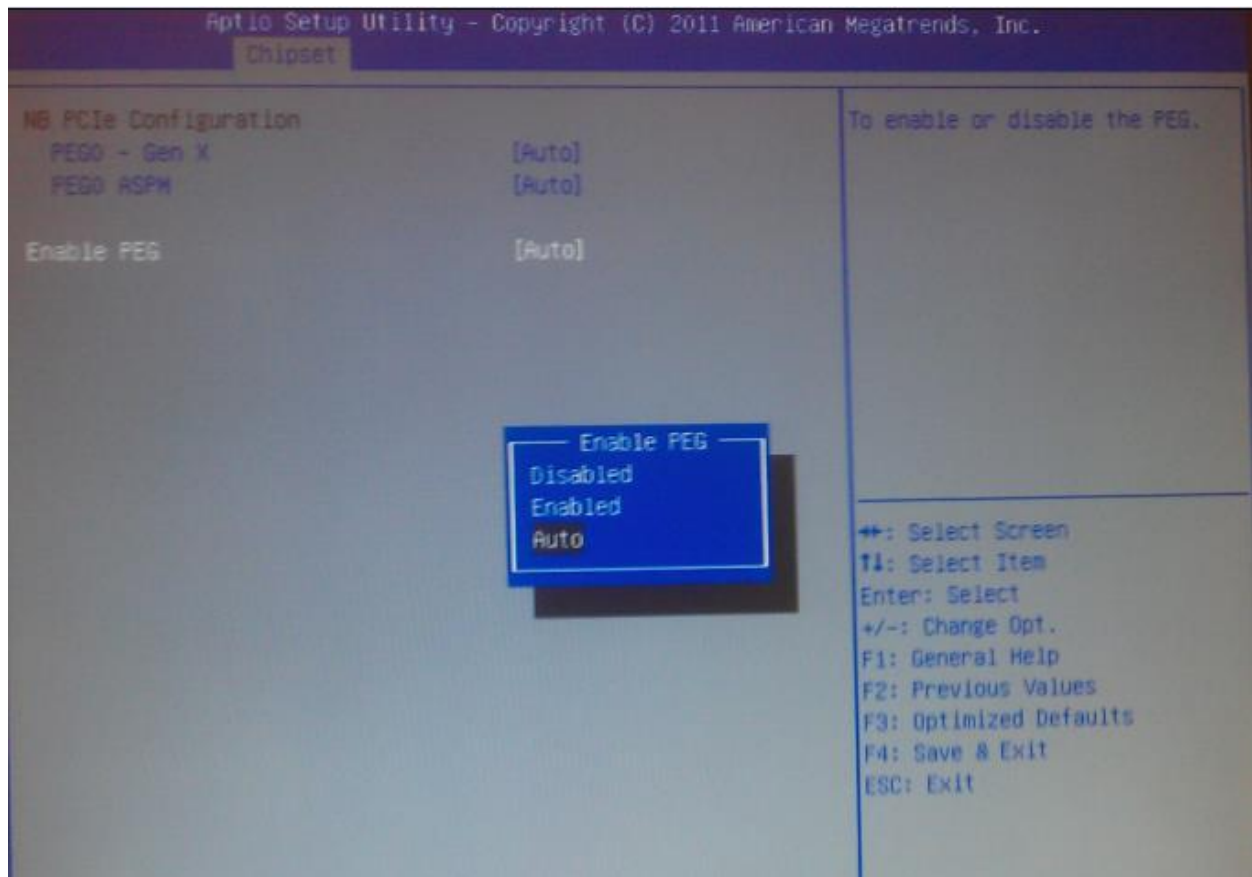 Aptio Setup Utility - Copyright (C) 2011 American Megatrends, Inc.
Chipset
NB PCIe Configuration
PEG0 - Gen X [Auto]
PEG0 ASPM [Auto]
Enable PEG [Auto]
To enable or disable the PEG.
Enable PEG
Disabled
Enabled
Auto
↔: Select Screen
↑↓: Select Item
Enter: Select
+/-: Change Opt.
F1: General Help
F2: Previous Values
F3: Optimized Defaults
F4: Save & Exit
ESC: Exit